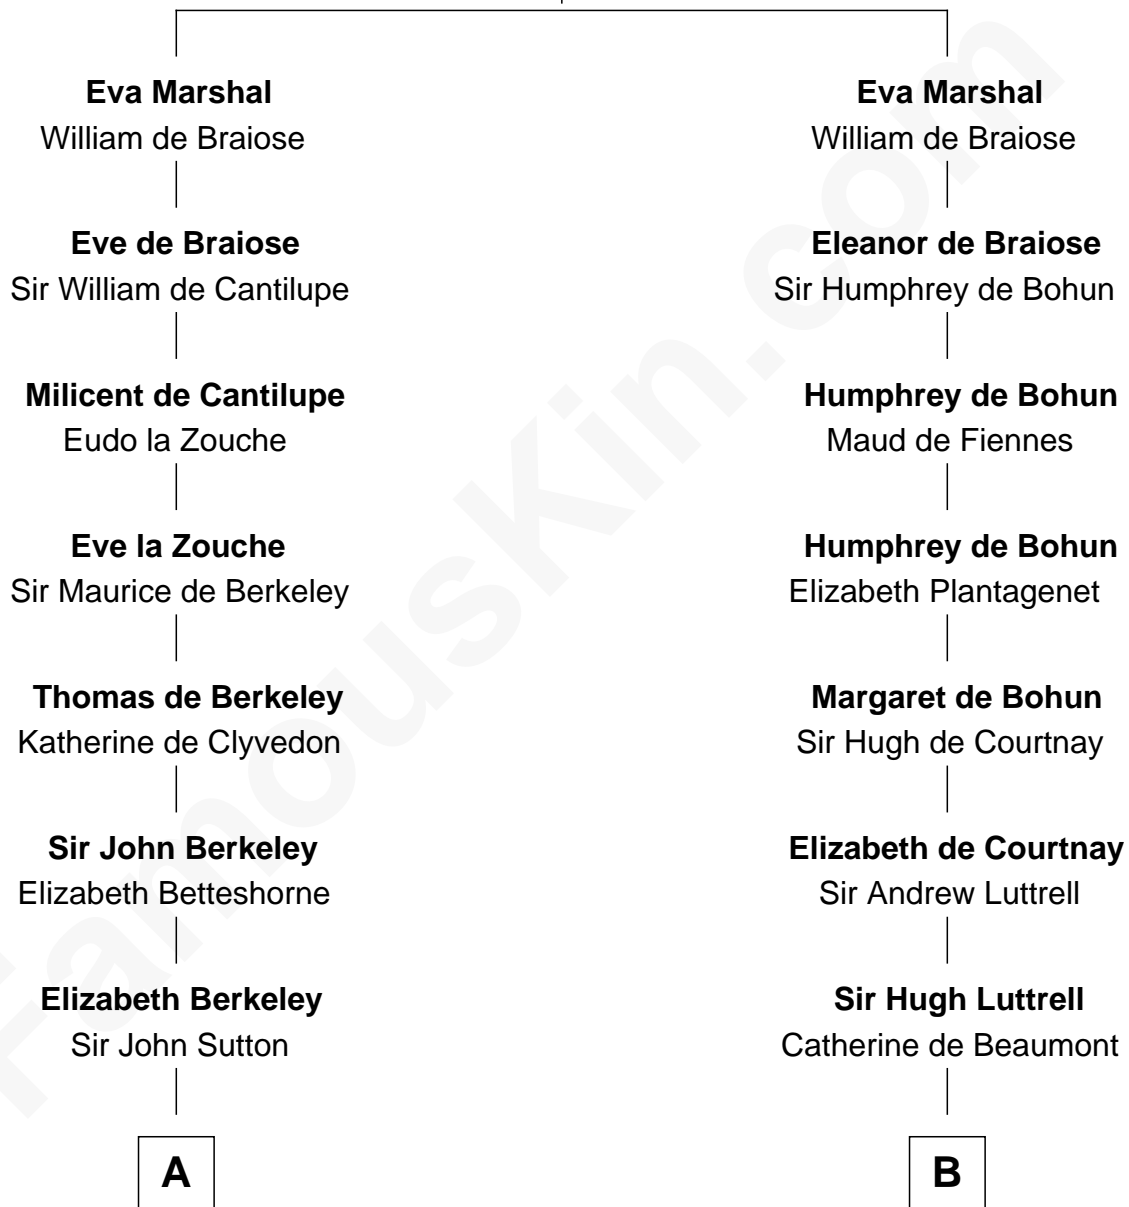 Eva Marshal
William de Braiose
Eve de Braiose
Sir William de Cantilupe
Milicent de Cantilupe
Eudo la Zouche
Eve la Zouche
Sir Maurice de Berkeley
Thomas de Berkeley
Katherine de Clyvedon
Sir John Berkeley
Elizabeth Betteshorne
Elizabeth Berkeley
Sir John Sutton
A
Eva Marshal
William de Braiose
Eleanor de Braiose
Sir Humphrey de Bohun
Humphrey de Bohun
Maud de Fiennes
Humphrey de Bohun
Elizabeth Plantagenet
Margaret de Bohun
Sir Hugh de Courtnay
Elizabeth de Courtnay
Sir Andrew Luttrell
Sir Hugh Luttrell
Catherine de Beaumont
B
FamousKin.com